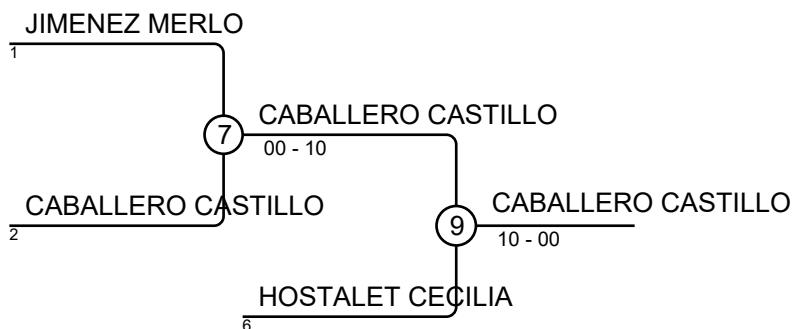 JIMENEZ MERLO
1
7
CABALLERO CASTILLO
00 - 10
CABALLERO CASTILLO
2
9
CABALLERO CASTILLO
10 - 00
HOSTALET CECILIA
6